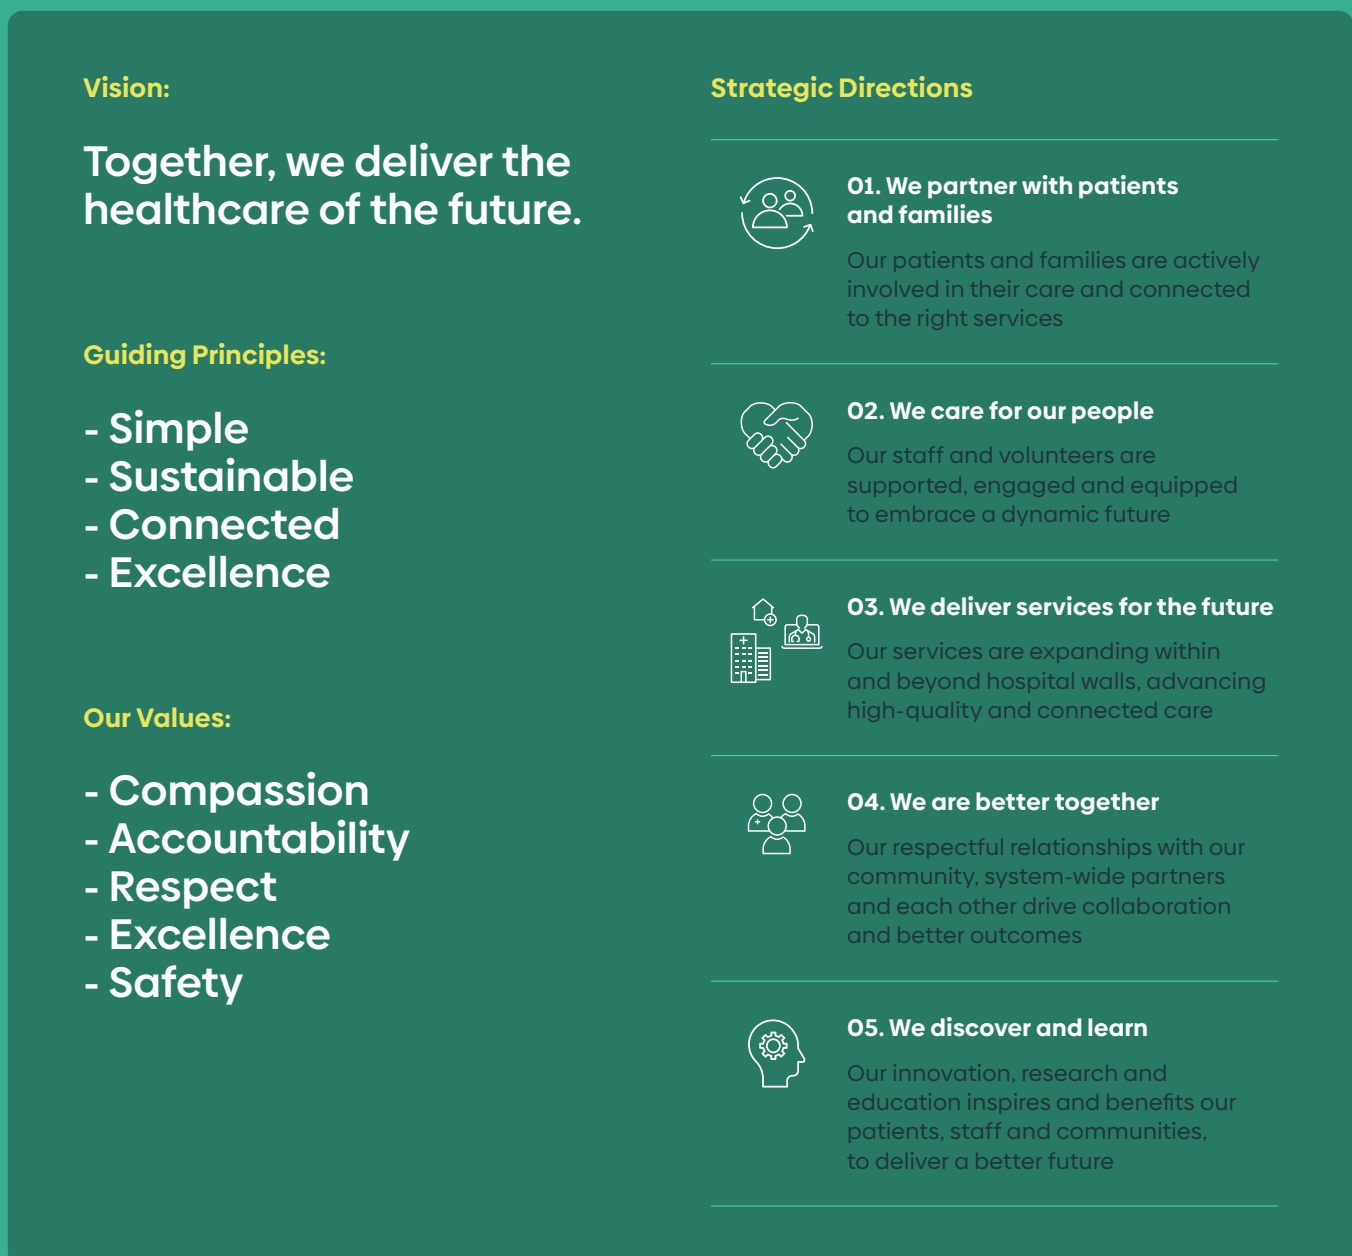 Vision:
Together, we deliver the
healthcare of the future.
Guiding Principles:
- Simple
- Sustainable
- Connected
- Excellence
Our Values:
- Compassion
- Accountability
- Respect
- Excellence
- Safety
Strategic Directions
01. We partner with patients
and families
Our patients and families are actively
involved in their care and connected
to the right services
02. We care for our people
Our staff and volunteers are
supported, engaged and equipped
to embrace a dynamic future
03. We deliver services for the future
Our services are expanding within
and beyond hospital walls, advancing
high-quality and connected care
04. We are better together
Our respectful relationships with our
community, system-wide partners
and each other drive collaboration
and better outcomes
05. We discover and learn
Our innovation, research and
education inspires and benefits our
patients, staff and communities,
to deliver a better future